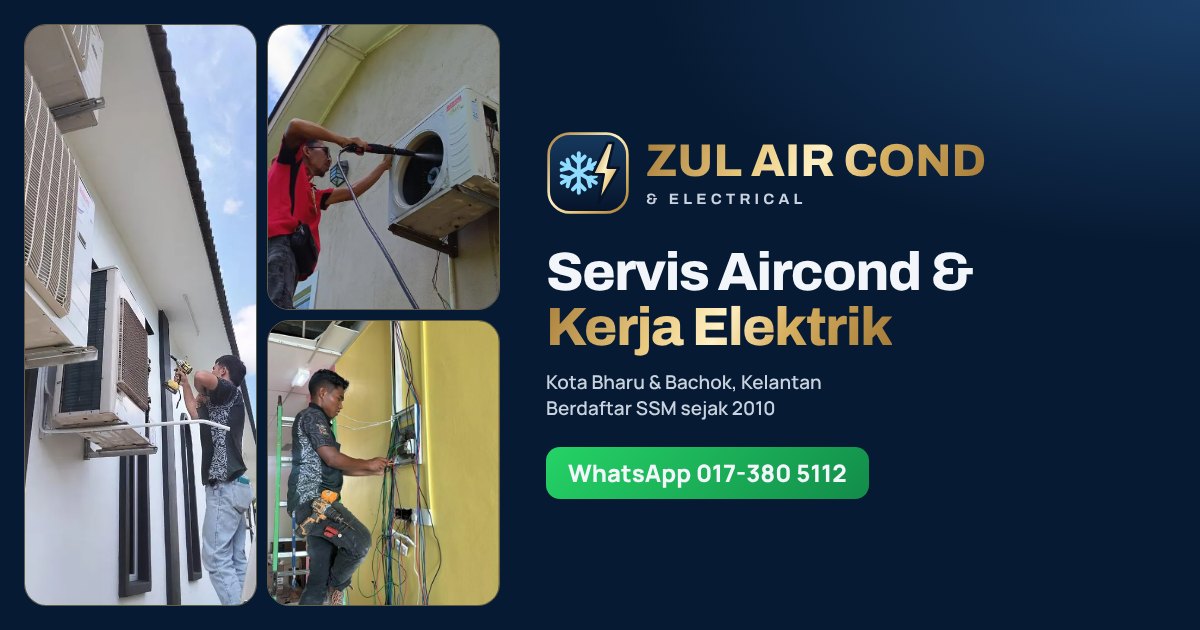 ZUL AIR COND
& ELECTRICAL
Servis Aircond &
Kerja Elektrik
Kota Bharu & Bachok, Kelantan
Berdaftar SSM sejak 2010
WhatsApp 017-380 5112